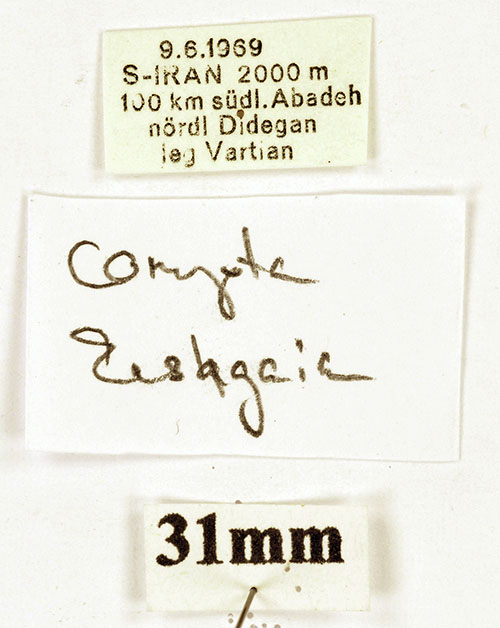 9.6.1969
S-IRAN 2000 m
100 km südl.Abadeh
nördl Didegan
leg Vartian
31mm